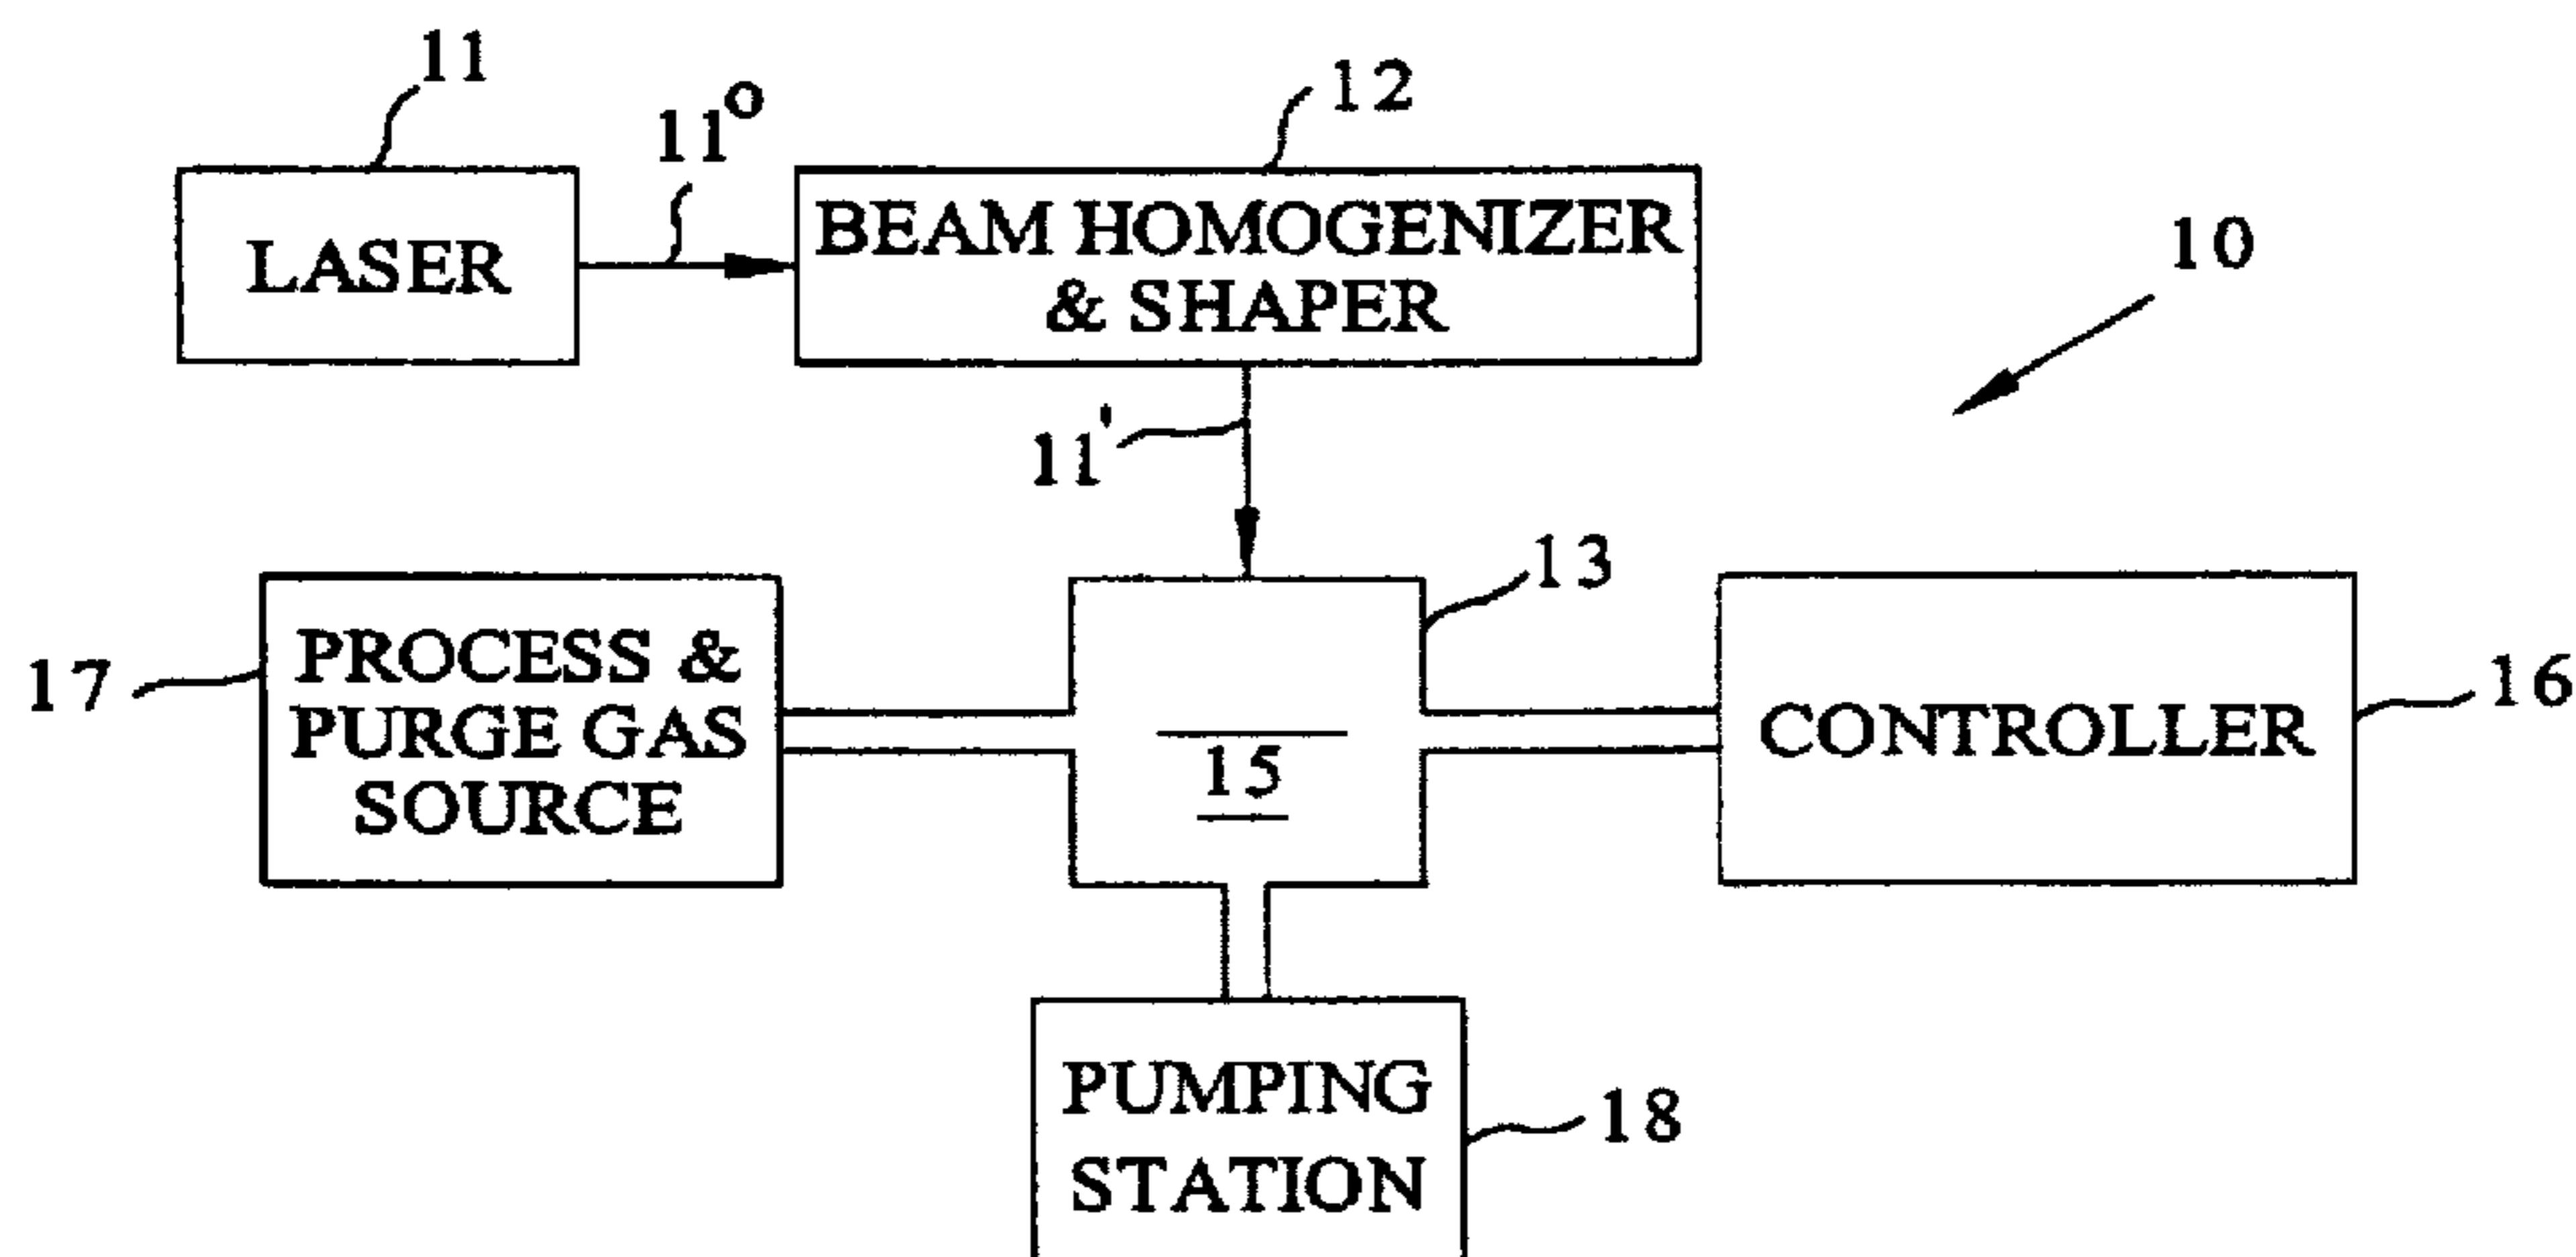 11
11°
12
LASER
BEAM HOMOGENIZER
& SHAPER
10
11'
13
17
PROCESS &
PURGE GAS
SOURCE
15
CONTROLLER
16
PUMPING
STATION
18